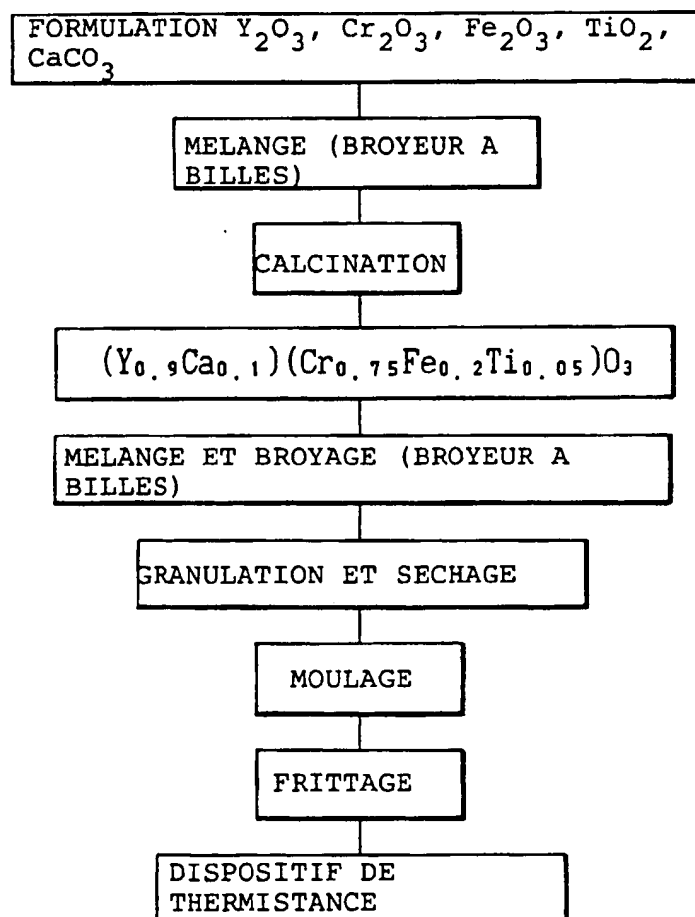 FORMULATION Y₂O₃, Cr₂O₃, Fe₂O₃, TiO₂,
CaCO₃
MELANGE (BROYEUR A
BILLES)
CALCINATION
(Y₀.₉Ca₀.₁)(Cr₀.₇₅Fe₀.₂Ti₀.₀₅)O₃
MELANGE ET BROYAGE (BROYEUR A
BILLES)
GRANULATION ET SECHAGE
MOULAGE
FRITTAGE
DISPOSITIF DE
THERMISTANCE